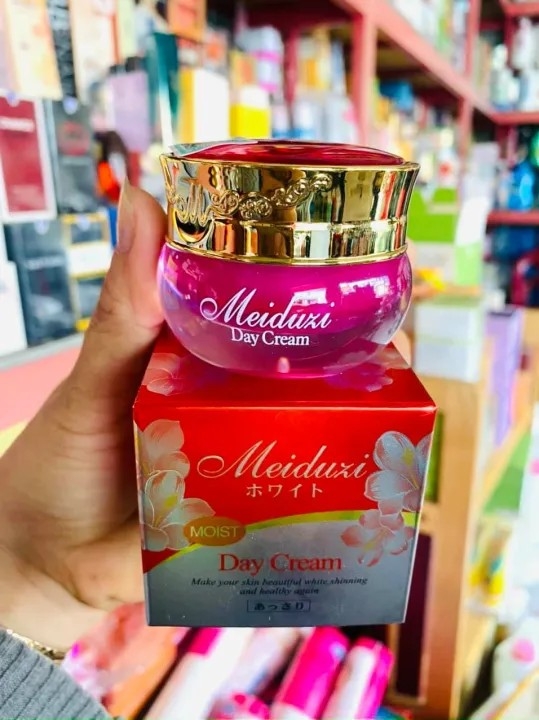 Meiduzi
Day Cream
Meiduzi
ホワイト
MOIST
Day Cream
Make your skin beautiful white shinning
and healthy again
あっさり